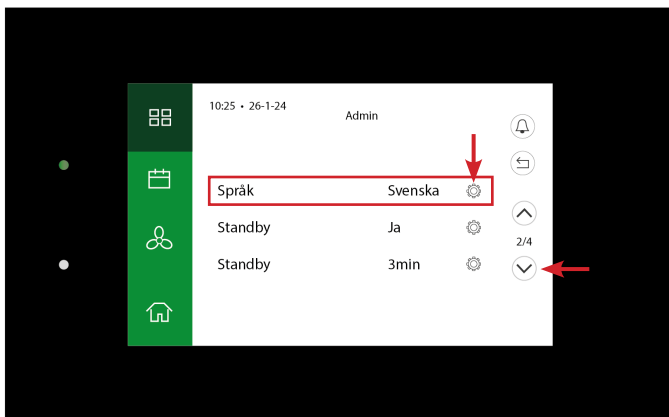 10:25 • 26-1-24
Admin
Språk Svenska
Standby Ja
2/4
Standby 3min